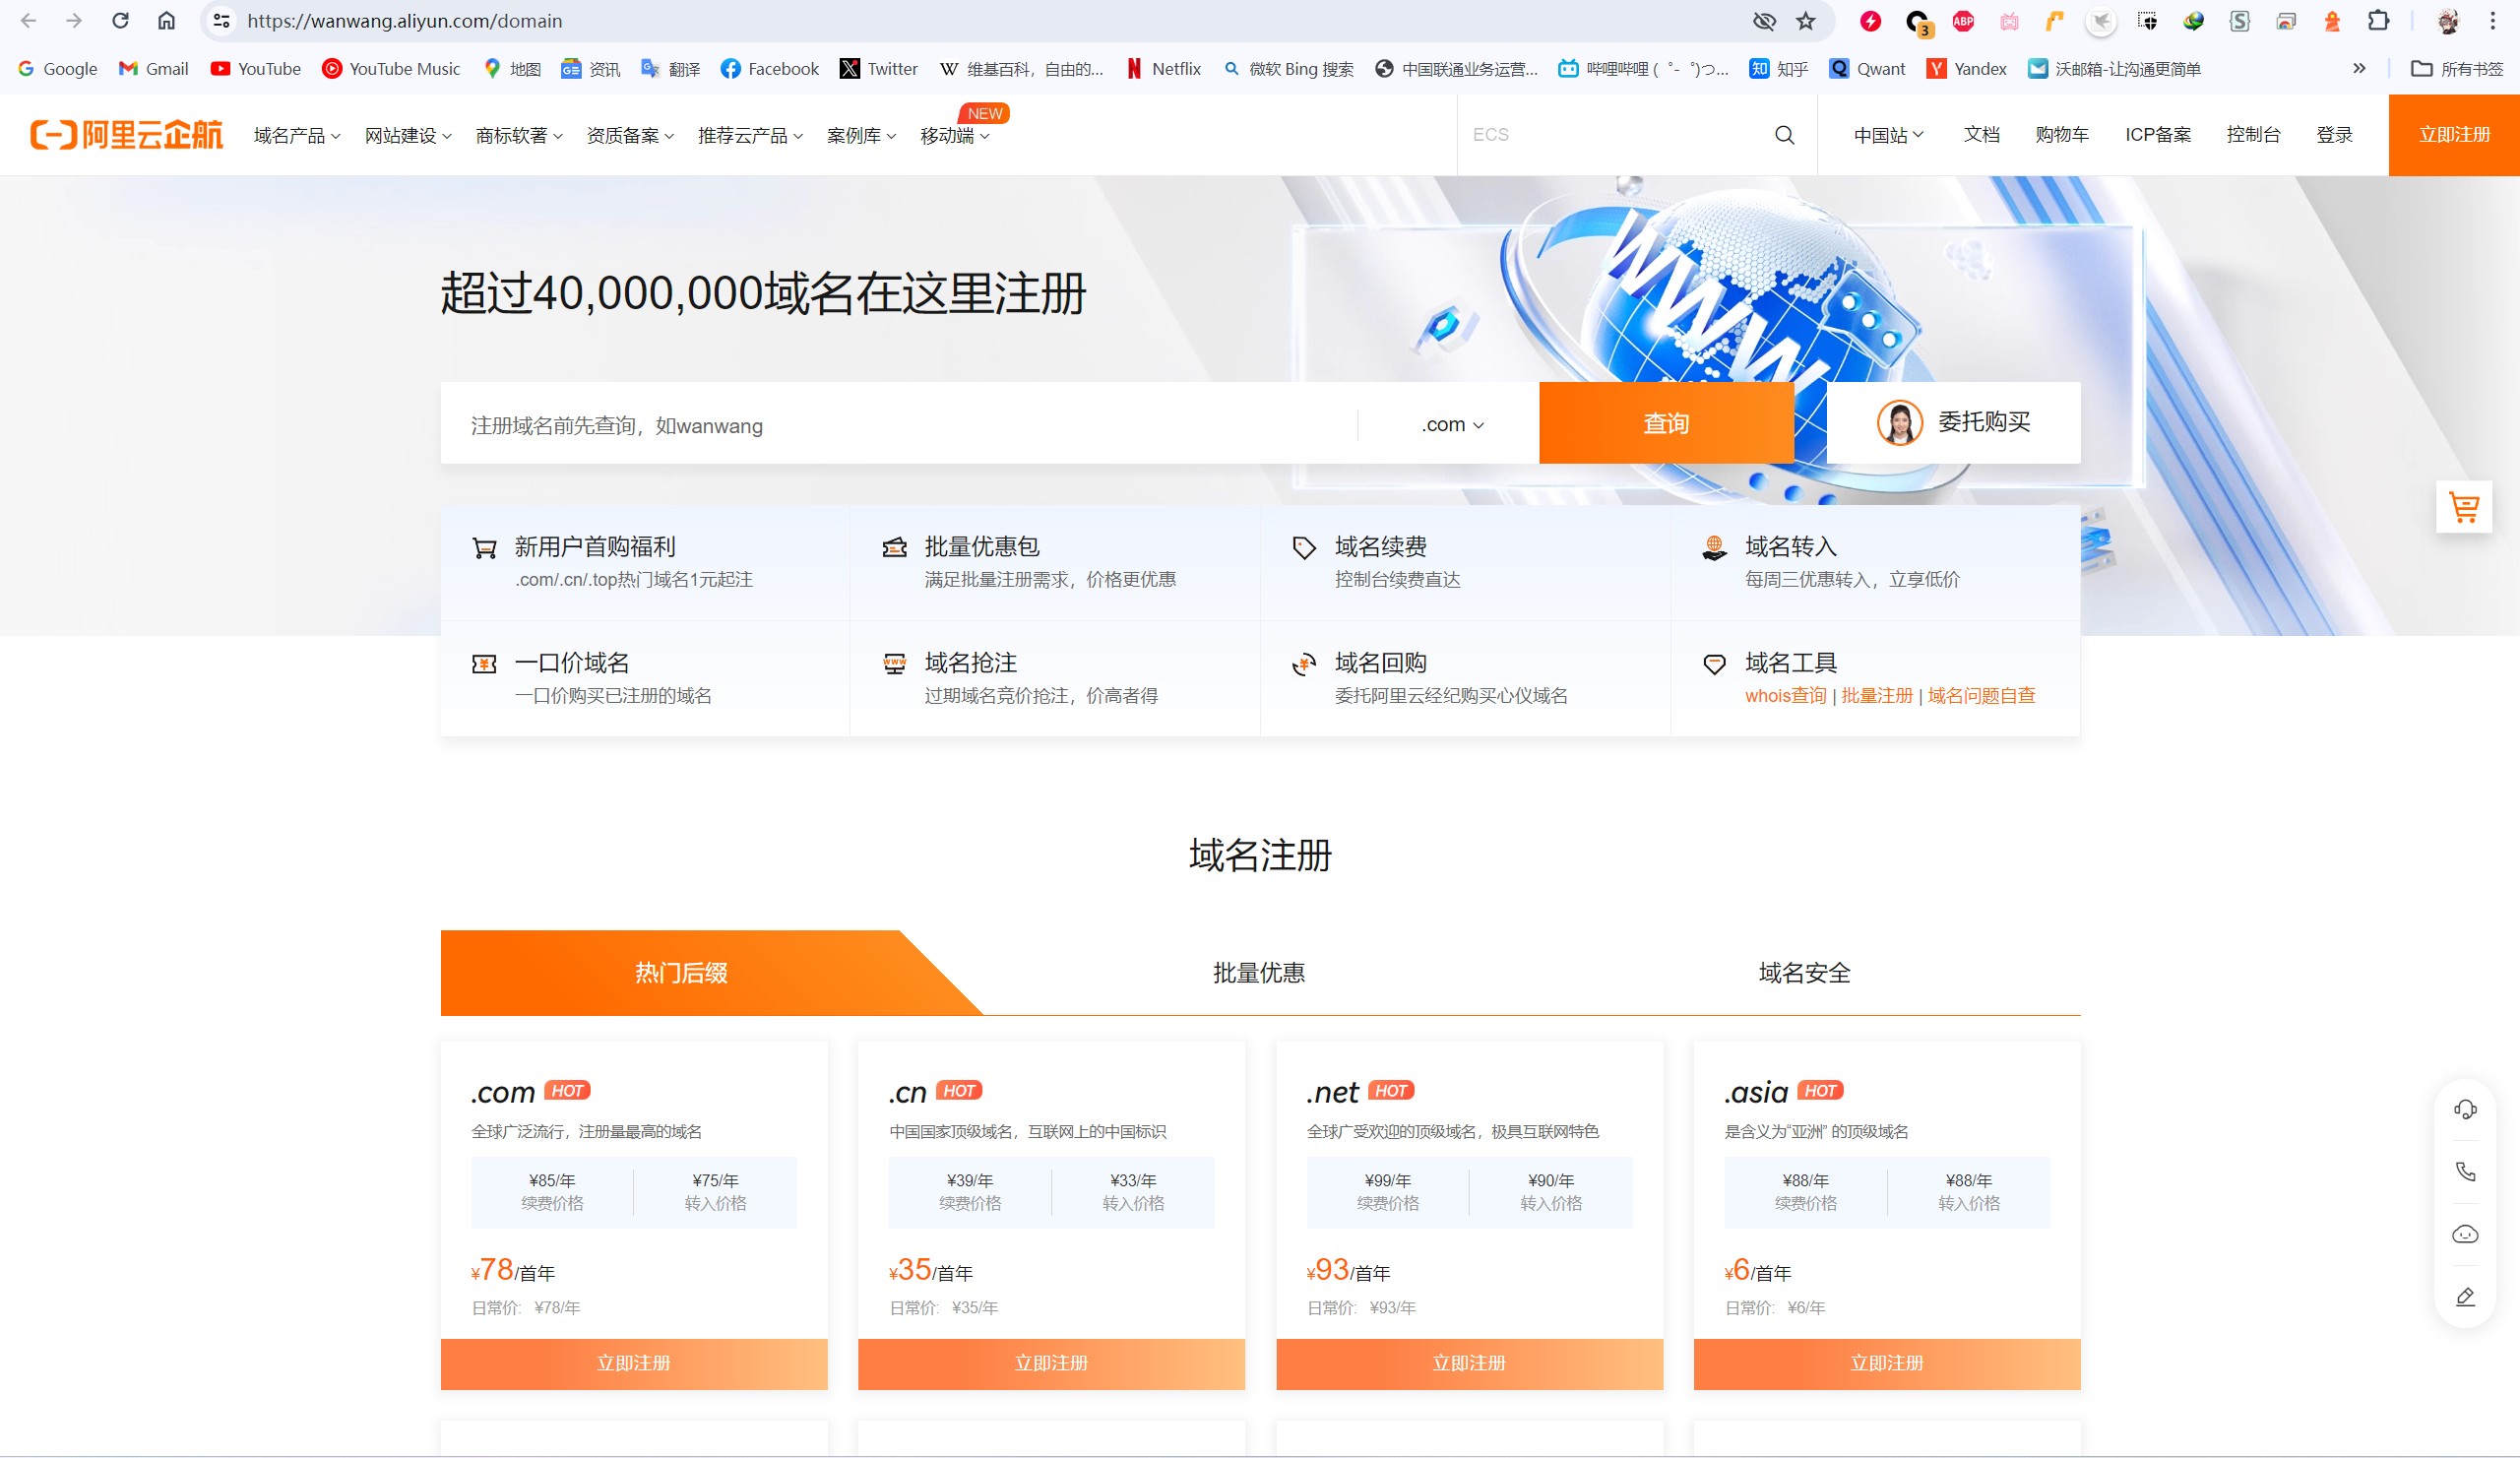 https://wanwang.aliyun.com/domain
3
ABP
Google Gmail YouTube YouTube Music 地图 资讯 翻译 Facebook Twitter 维基百科，自由的... Netflix 微软 Bing 搜索 中国联通业务运营... 哔哩哔哩 (゜-゜)つ... 知乎 Qwant Yandex 沃邮箱-让沟通更简单 » 所有书签
NEW
阿里云企航 域名产品 网站建设 商标软著 资质备案 推荐云产品 案例库 移动端 ECS 中国站 文档 购物车 ICP备案 控制台 登录 立即注册
超过40,000,000域名在这里注册
WWW
注册域名前先查询，如wanwang .com 查询 委托购买
新用户首购福利 批量优惠包 域名续费 域名转入
.com/.cn/.top热门域名1元起注 满足批量注册需求，价格更优惠 控制台续费直达 每周三优惠转入，立享低价
一口价域名 域名抢注 域名回购 域名工具
一口价购买已注册的域名 过期域名竞价抢注，价高者得 委托阿里云经纪购买心仪域名 whois查询 | 批量注册 | 域名问题自查
域名注册
热门后缀 批量优惠 域名安全
.com HOT .cn HOT .net HOT .asia HOT
全球广泛流行，注册量最高的域名 中国国家顶级域名，互联网上的中国标识 全球广受欢迎的顶级域名，极具互联网特色 是含义为“亚洲” 的顶级域名
¥85/年 ¥75/年 ¥39/年 ¥33/年 ¥99/年 ¥90/年 ¥88/年 ¥88/年
续费价格 转入价格 续费价格 转入价格 续费价格 转入价格 续费价格 转入价格
¥78/首年 ¥35/首年 ¥93/首年 ¥6/首年
日常价: ¥78/年 日常价: ¥35/年 日常价: ¥93/年 日常价: ¥6/年
立即注册 立即注册 立即注册 立即注册